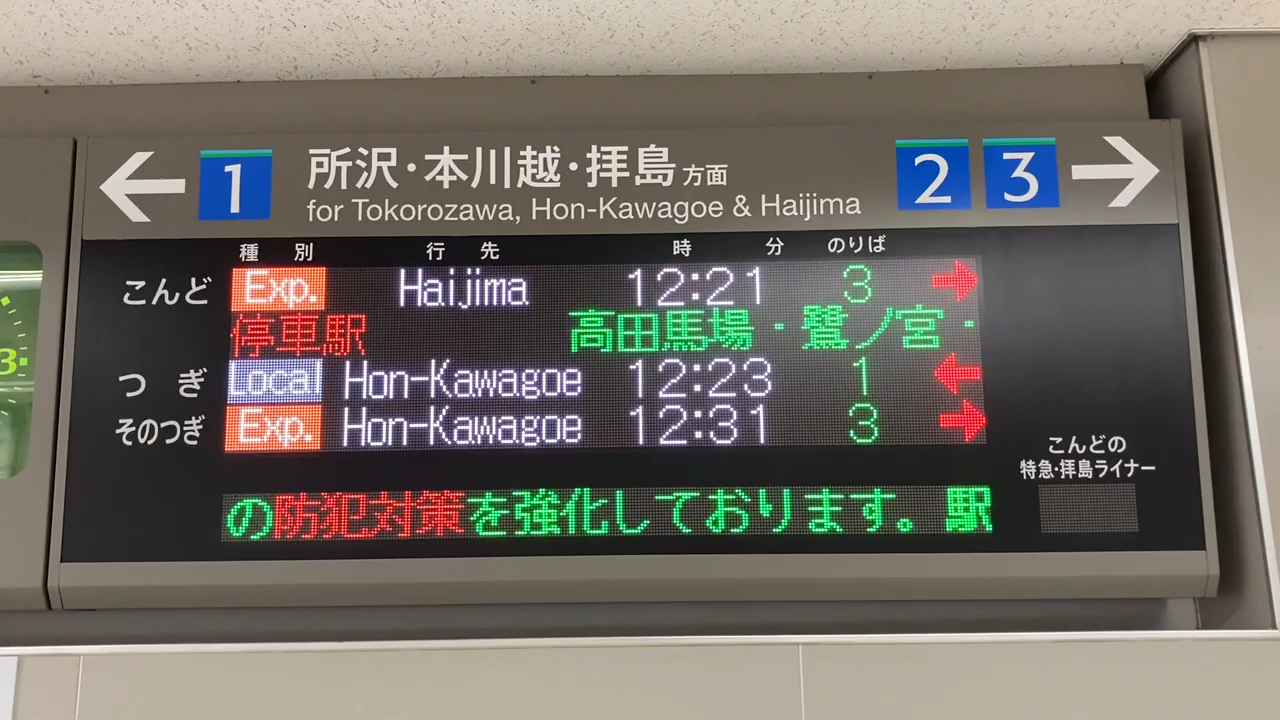 ← 1 所沢・本川越・拝島方面 2 3 →
for Tokorozawa, Hon-Kawagoe & Haijima
種別 行先 時 分 のりば
こんど Exp. Haijima 12:21 3 →
停車駅 高田馬場・鷺ノ宮・
つぎ Local Hon-Kawagoe 12:23 1 ←
そのつぎ Exp. Hon-Kawagoe 12:31 3 →
こんどの
特急・拝島ライナー
の防犯対策を強化しております。駅
3